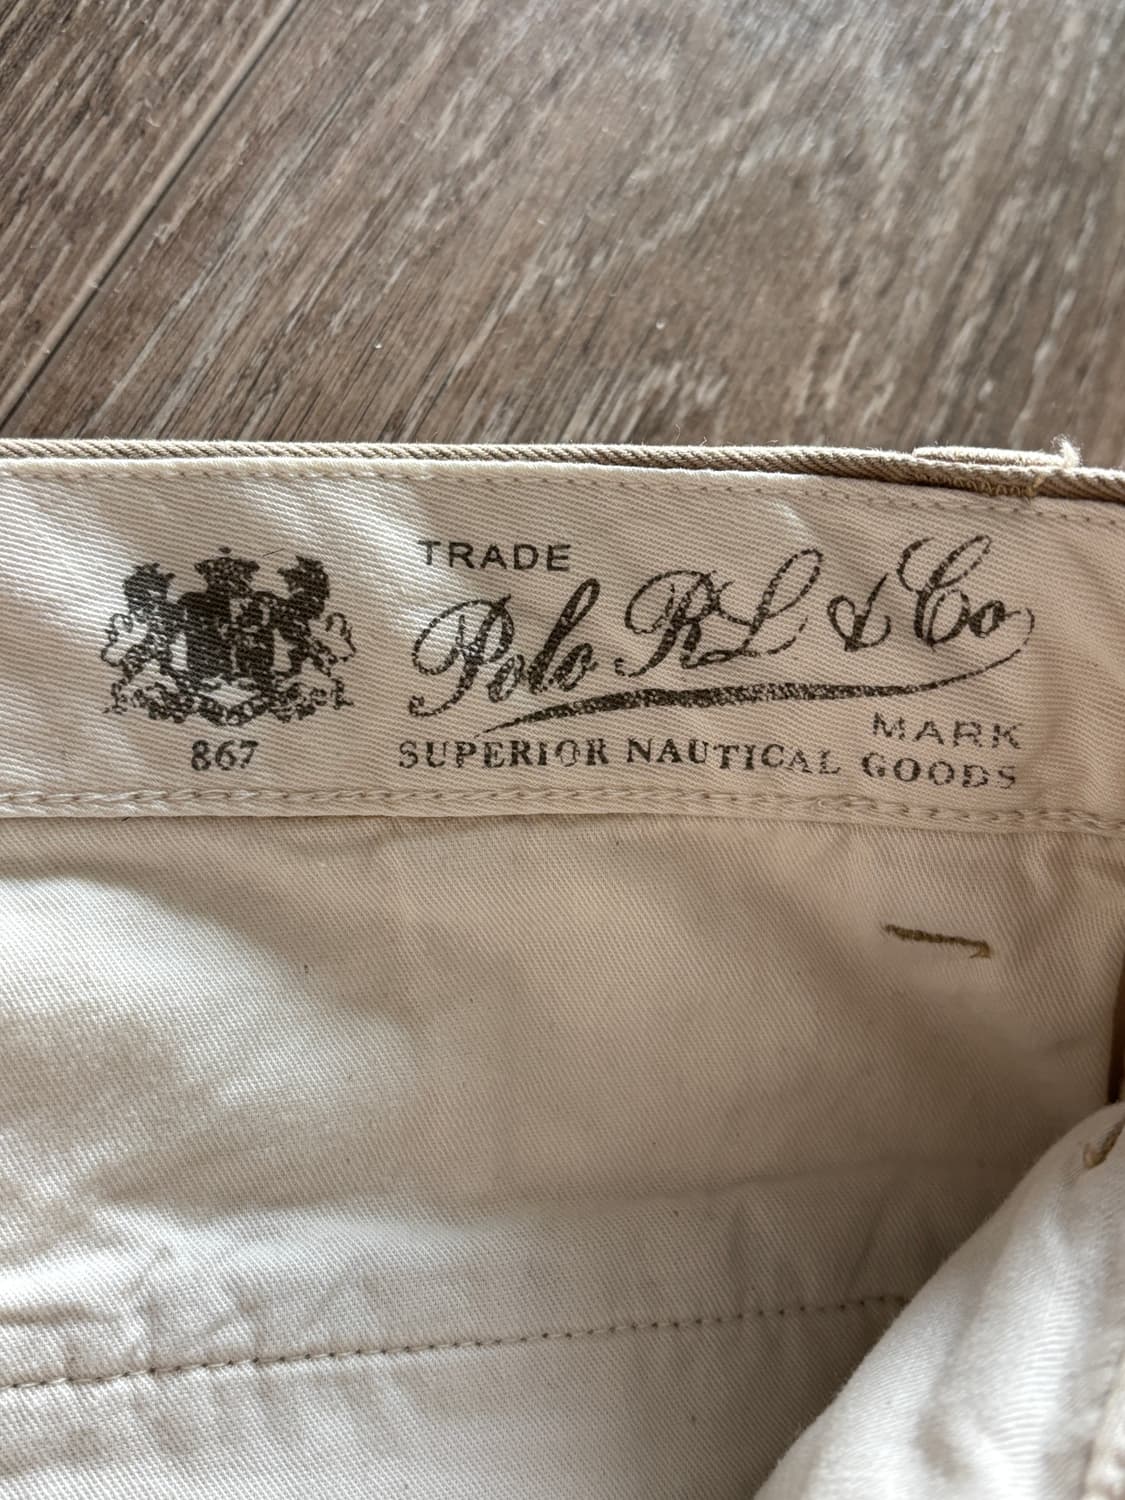 TRADE
Polo RL & Co
MARK
SUPERIOR NAUTICAL GOODS
867